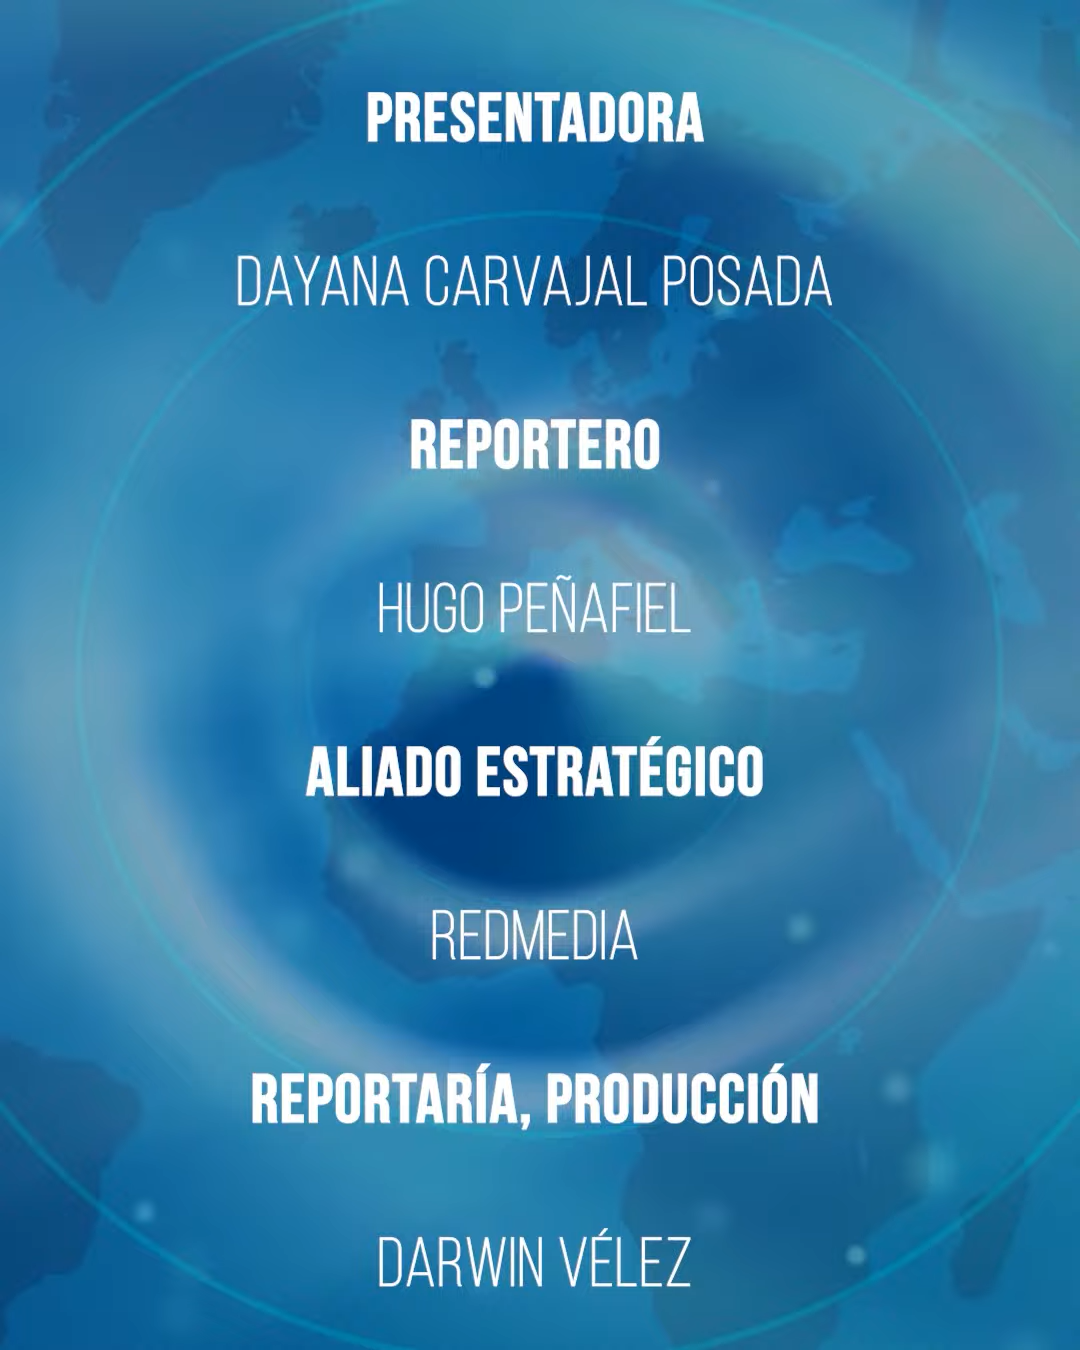 PRESENTADORA
DAYANA CARVAJAL POSADA
REPORTERO
HUGO PEÑAFIEL
ALIADO ESTRATÉGICO
REDMEDIA
REPORTARÍA, PRODUCCIÓN
DARWIN VÉLEZ